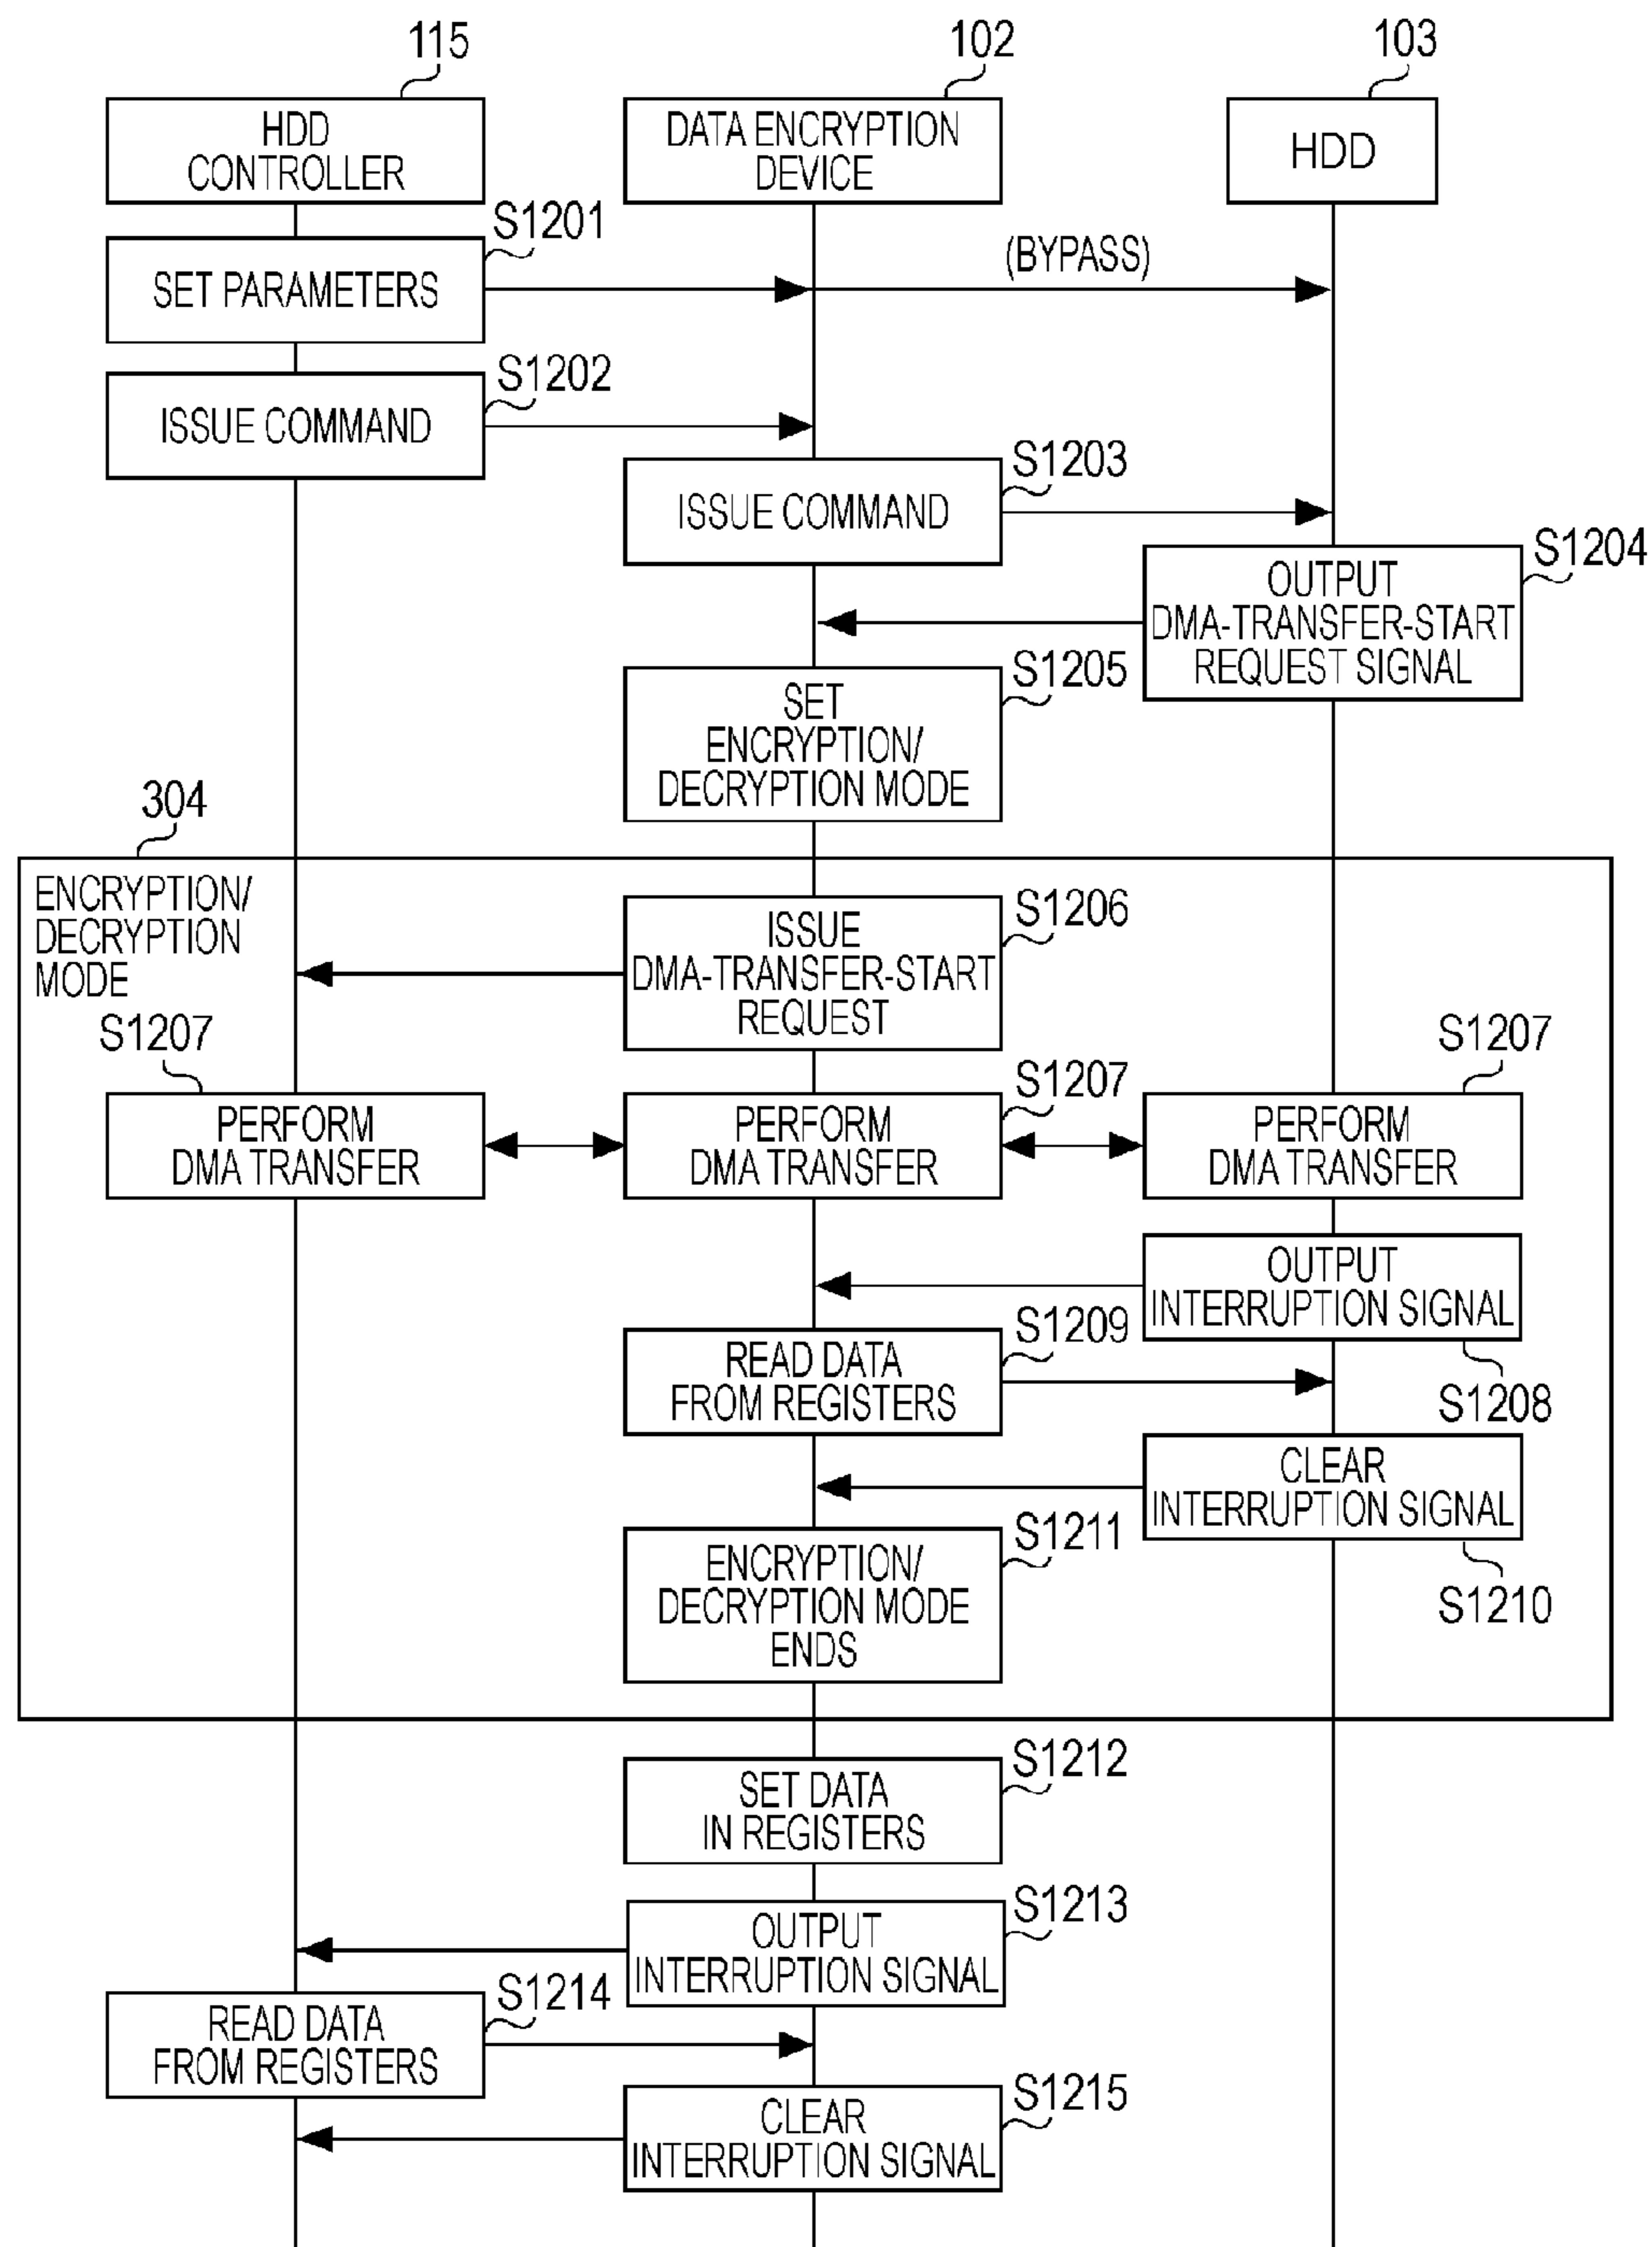 115
102
103
HDD
CONTROLLER
DATA ENCRYPTION
DEVICE
HDD
S1201
SET PARAMETERS
(BYPASS)
S1202
ISSUE COMMAND
S1203
ISSUE COMMAND
S1204
OUTPUT
DMA-TRANSFER-START
REQUEST SIGNAL
S1205
SET
ENCRYPTION/
DECRYPTION MODE
304
ENCRYPTION/
DECRYPTION
MODE
S1206
ISSUE
DMA-TRANSFER-START
REQUEST
S1207
PERFORM
DMA TRANSFER
S1207
PERFORM
DMA TRANSFER
S1207
PERFORM
DMA TRANSFER
OUTPUT
INTERRUPTION SIGNAL
S1208
S1209
READ DATA
FROM REGISTERS
CLEAR
INTERRUPTION SIGNAL
S1210
S1211
ENCRYPTION/
DECRYPTION MODE
ENDS
S1212
SET DATA
IN REGISTERS
S1213
OUTPUT
INTERRUPTION SIGNAL
S1214
READ DATA
FROM REGISTERS
S1215
CLEAR
INTERRUPTION SIGNAL